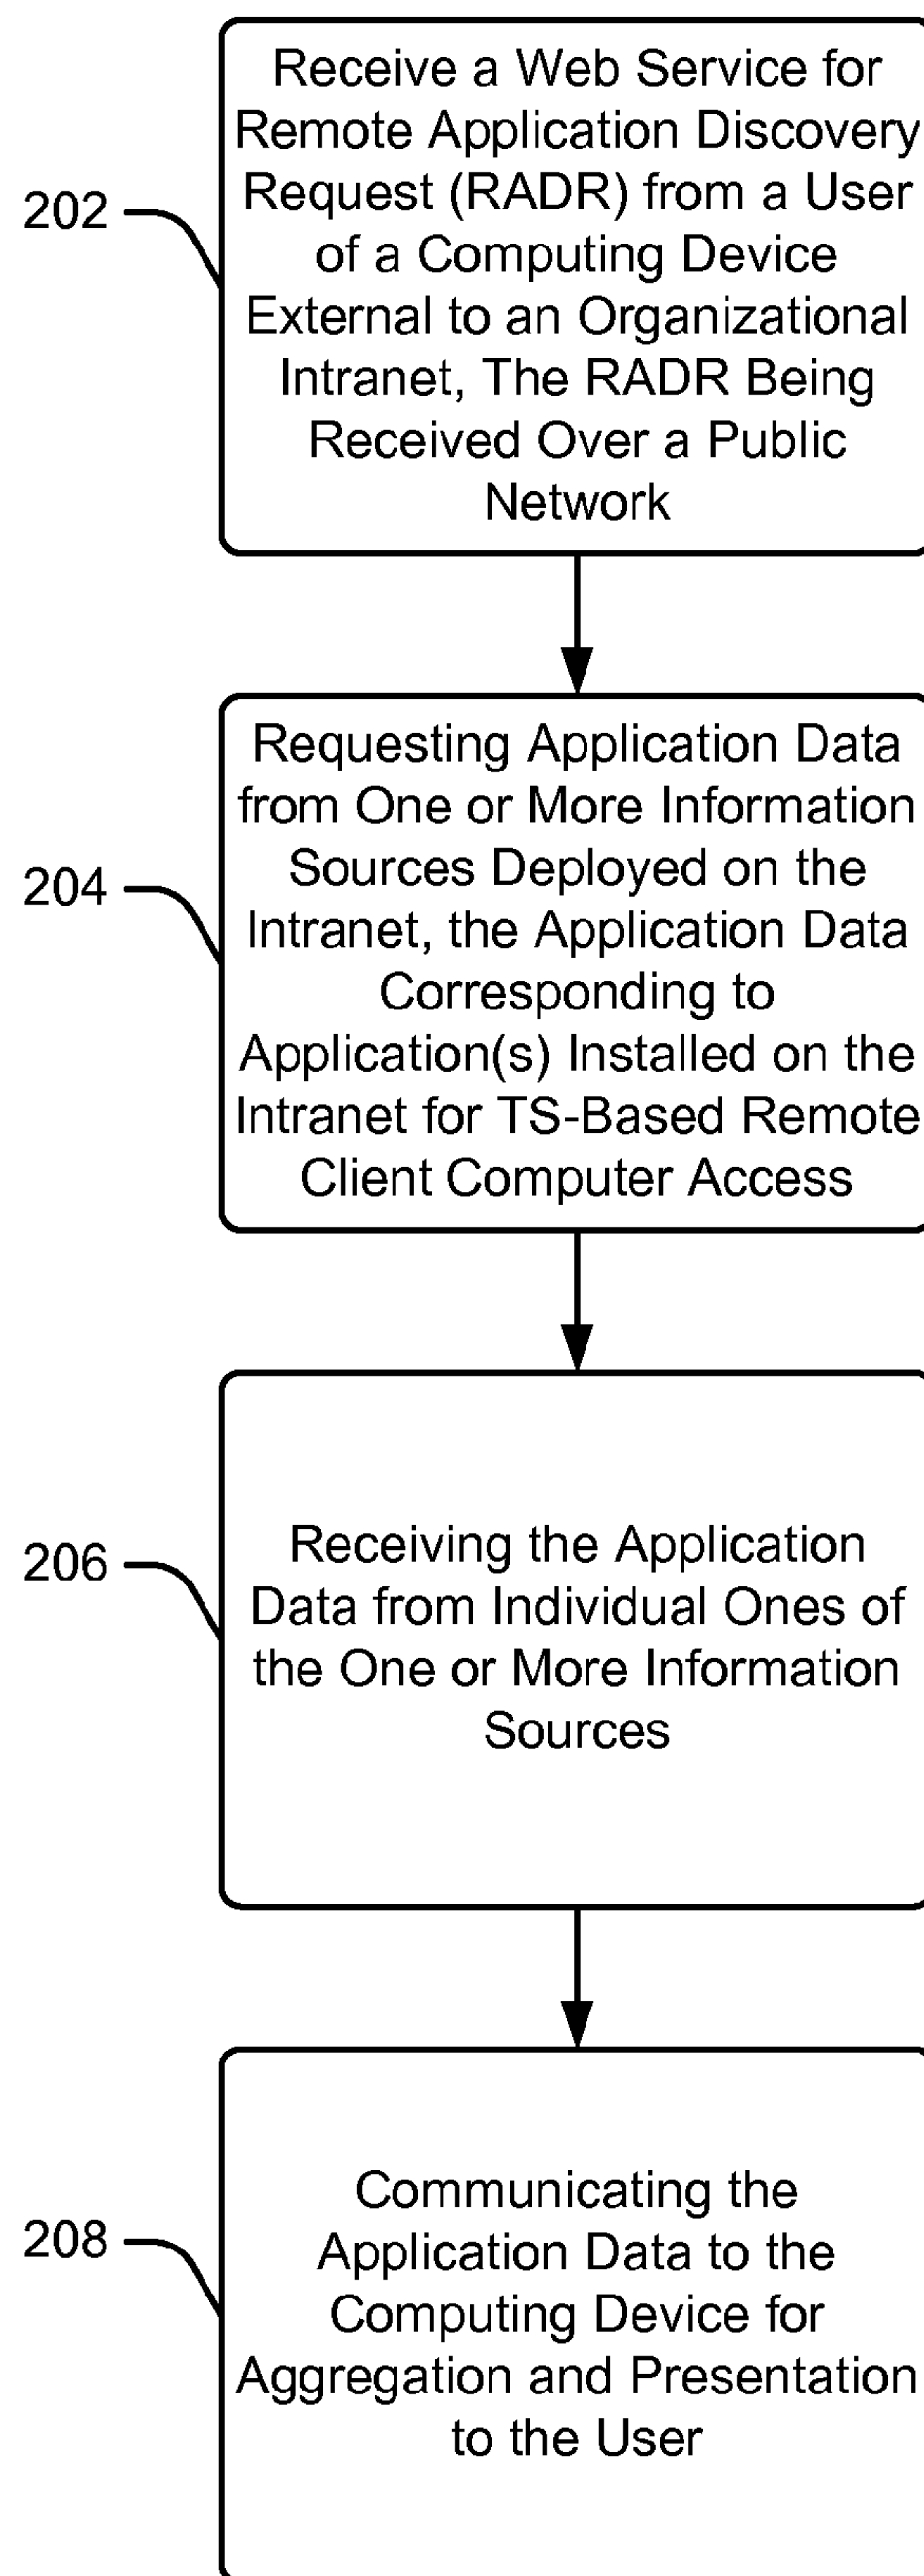 Receive a Web Service for
Remote Application Discovery
Request (RADR) from a User
of a Computing Device
External to an Organizational
Intranet, The RADR Being
Received Over a Public
Network
202
Requesting Application Data
from One or More Information
Sources Deployed on the
Intranet, the Application Data
Corresponding to
Application(s) Installed on the
Intranet for TS-Based Remote
Client Computer Access
204
Receiving the Application
Data from Individual Ones of
the One or More Information
Sources
206
Communicating the
Application Data to the
Computing Device for
Aggregation and Presentation
to the User
208